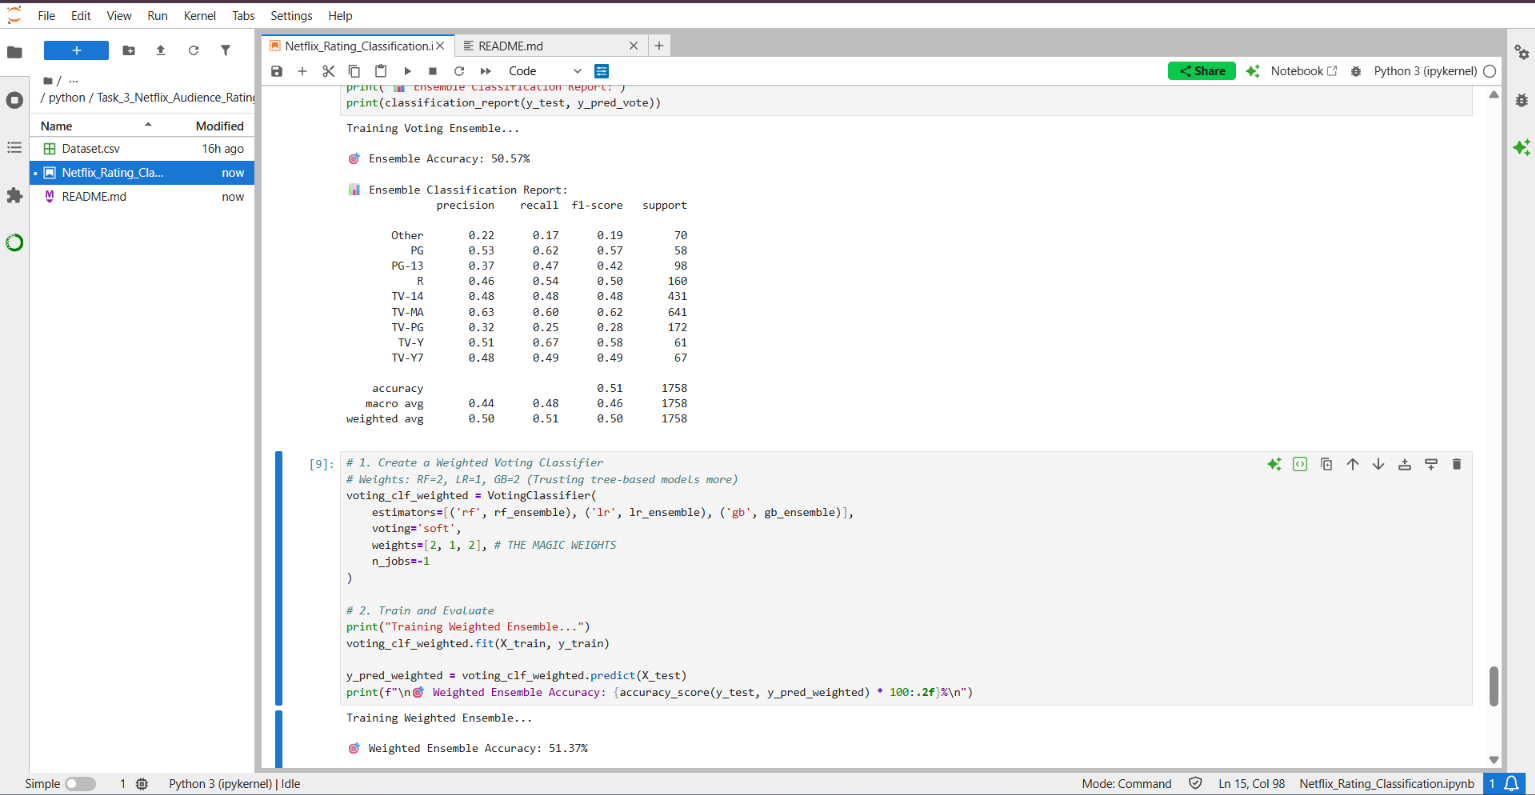 File Edit View Run Kernel Tabs Settings Help
+
/ ...
/ python / Task_3_Netflix_Audience_Rating
Name Modified
Dataset.csv 16h ago
Netflix_Rating_Cla... now
README.md now
Netflix_Rating_Classification.i
README.md
Code
Share
Notebook
Python 3 (ipykernel)
print("📊 Ensemble Classification Report:")
print(classification_report(y_test, y_pred_vote))
Training Voting Ensemble...
🎯 Ensemble Accuracy: 50.57%
📊 Ensemble Classification Report:
precision recall f1-score support
Other 0.22 0.17 0.19 70
PG 0.53 0.62 0.57 58
PG-13 0.37 0.47 0.42 98
R 0.46 0.54 0.50 160
TV-14 0.48 0.48 0.48 431
TV-MA 0.63 0.60 0.62 641
TV-PG 0.32 0.25 0.28 172
TV-Y 0.51 0.67 0.58 61
TV-Y7 0.48 0.49 0.49 67
accuracy 0.51 1758
macro avg 0.44 0.48 0.46 1758
weighted avg 0.50 0.51 0.50 1758
[9]:
# 1. Create a Weighted Voting Classifier
# Weights: RF=2, LR=1, GB=2 (Trusting tree-based models more)
voting_clf_weighted = VotingClassifier(
estimators=[('rf', rf_ensemble), ('lr', lr_ensemble), ('gb', gb_ensemble)],
voting='soft',
weights=[2, 1, 2], # THE MAGIC WEIGHTS
n_jobs=-1
)
# 2. Train and Evaluate
print("Training Weighted Ensemble...")
voting_clf_weighted.fit(X_train, y_train)
y_pred_weighted = voting_clf_weighted.predict(X_test)
print(f"\n🎯 Weighted Ensemble Accuracy: {accuracy_score(y_test, y_pred_weighted) * 100:.2f}%\n")
Training Weighted Ensemble...
🎯 Weighted Ensemble Accuracy: 51.37%
Simple 1 Python 3 (ipykernel) | Idle Mode: Command Ln 15, Col 98 Netflix_Rating_Classification.ipynb 1